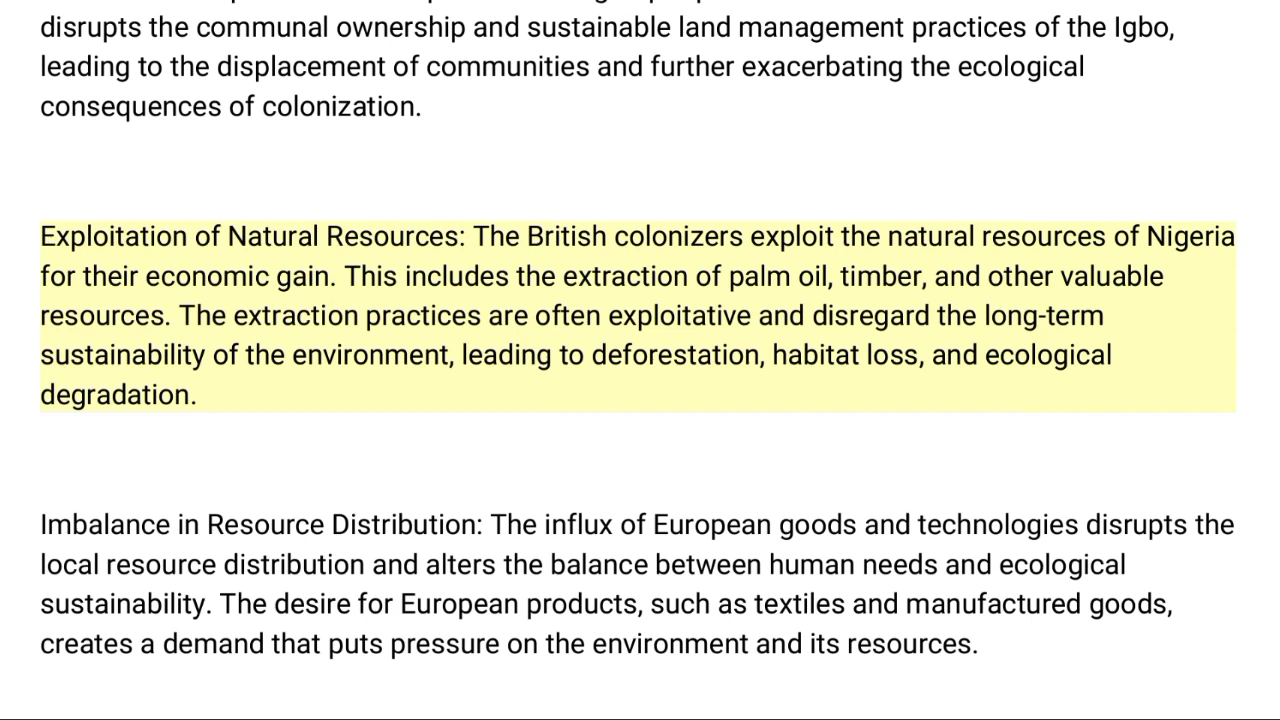 disrupts the communal ownership and sustainable land management practices of the Igbo,
leading to the displacement of communities and further exacerbating the ecological
consequences of colonization.
Exploitation of Natural Resources: The British colonizers exploit the natural resources of Nigeria
for their economic gain. This includes the extraction of palm oil, timber, and other valuable
resources. The extraction practices are often exploitative and disregard the long-term
sustainability of the environment, leading to deforestation, habitat loss, and ecological
degradation.
Imbalance in Resource Distribution: The influx of European goods and technologies disrupts the
local resource distribution and alters the balance between human needs and ecological
sustainability. The desire for European products, such as textiles and manufactured goods,
creates a demand that puts pressure on the environment and its resources.